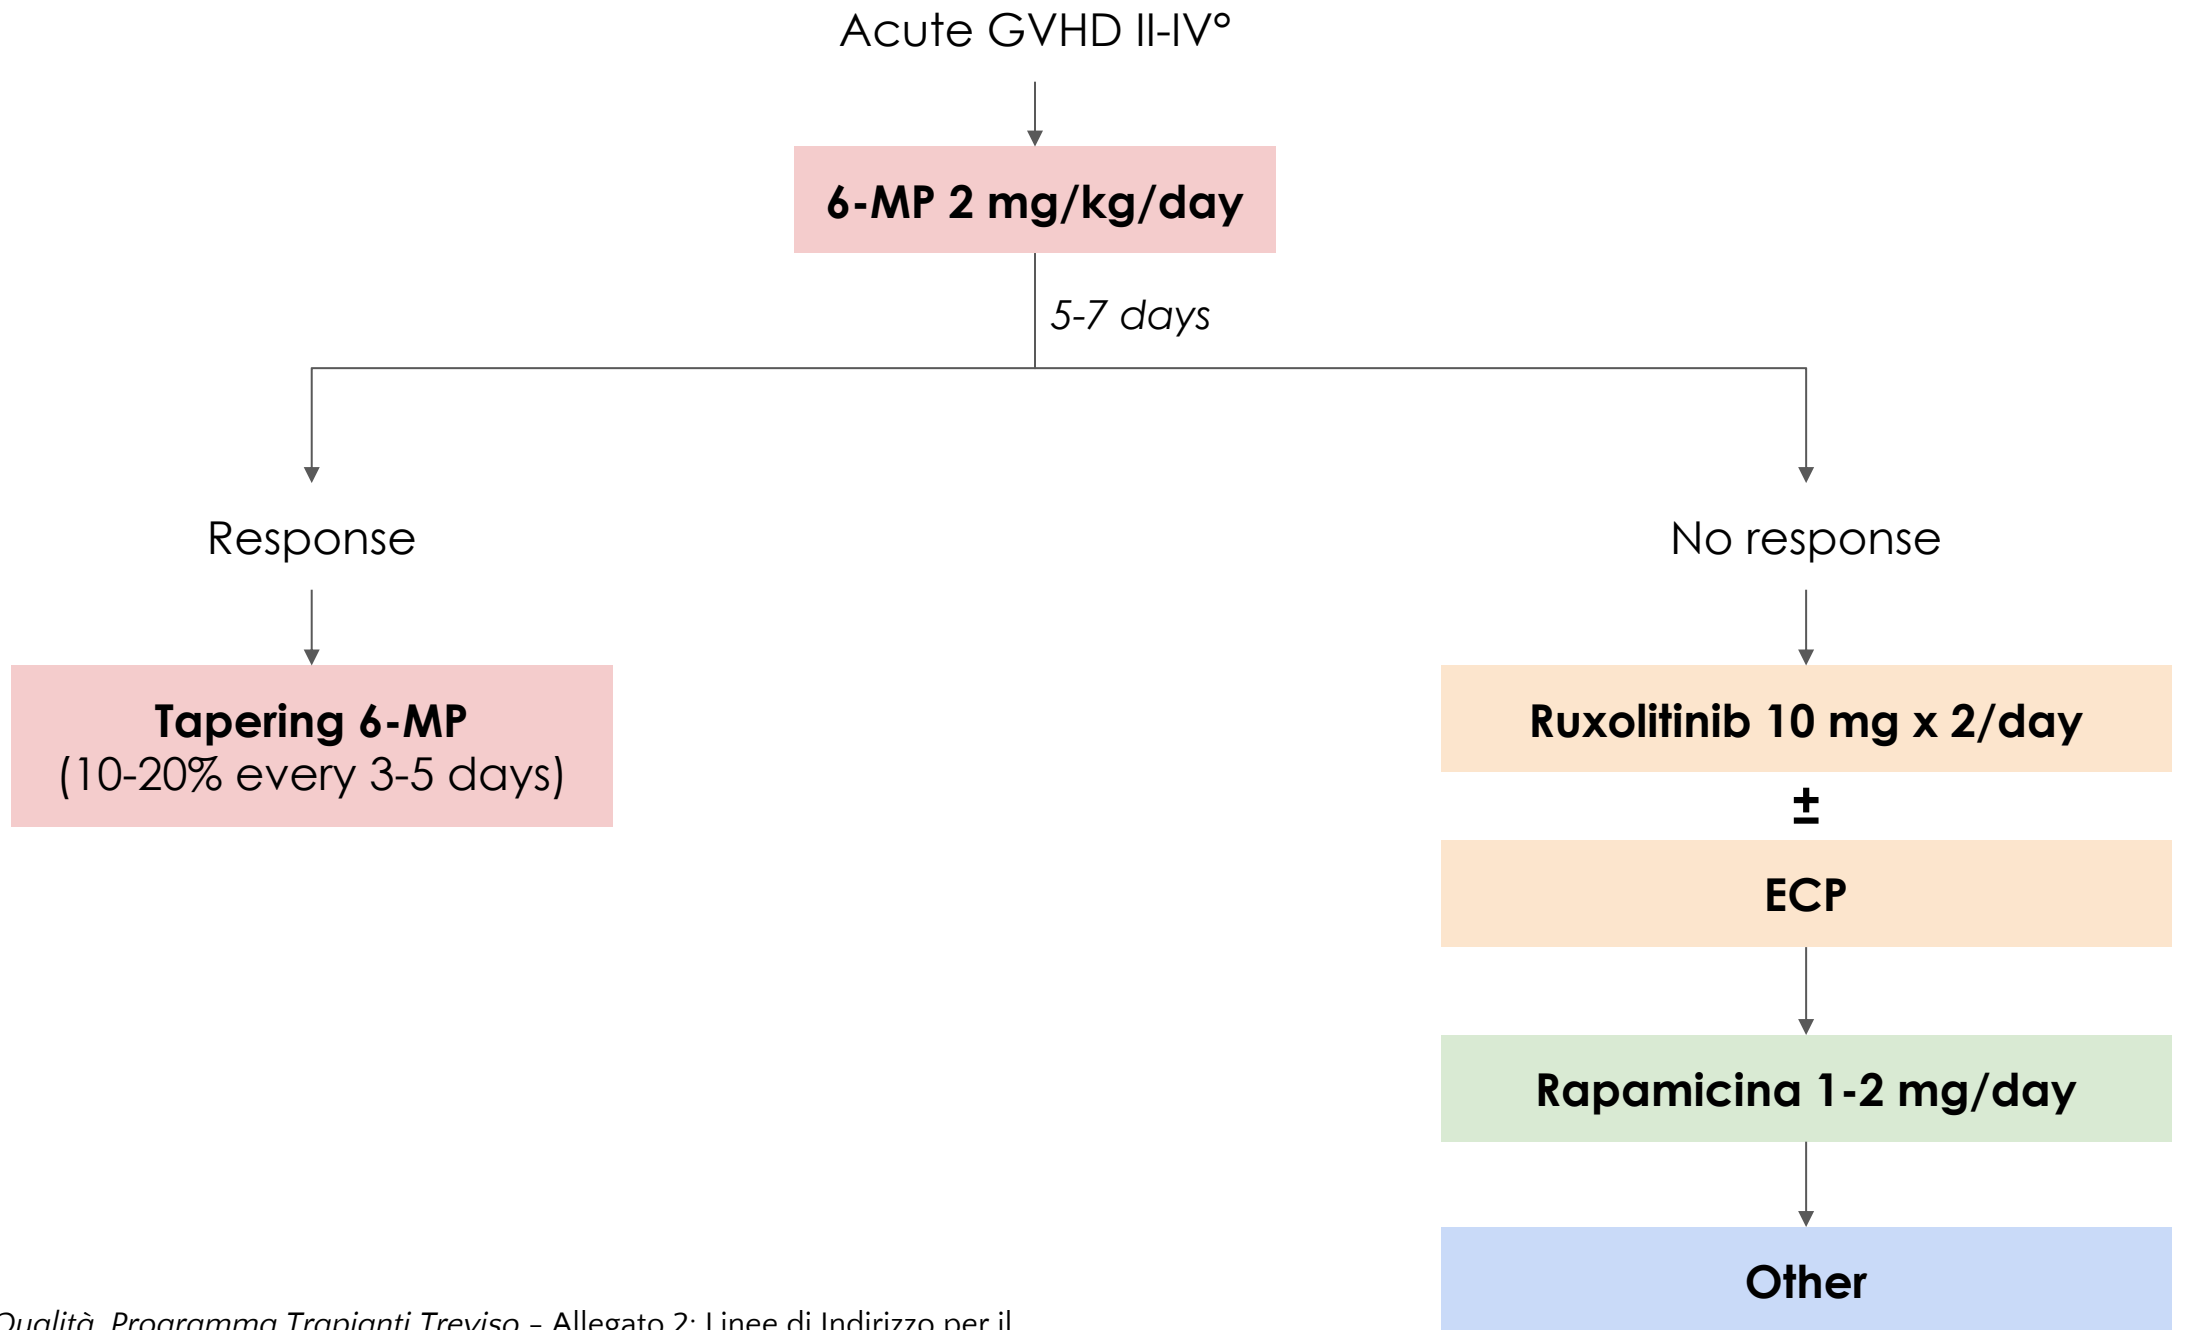 Acute GVHD II-IV°
6-MP 2 mg/kg/day
5-7 days
Response
No response
Tapering 6-MP
(10-20% every 3-5 days)
Ruxolitinib 10 mg x 2/day
±
ECP
Rapamicina 1-2 mg/day
Other
Qualità. Programma Trapianti Treviso – Allegato 2: Linee di Indirizzo per il